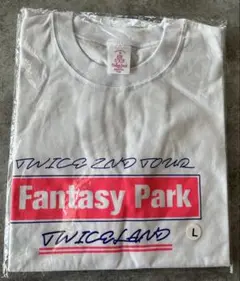 TWICE 2ND TOUR
Fantasy Park
TWICELAND
L